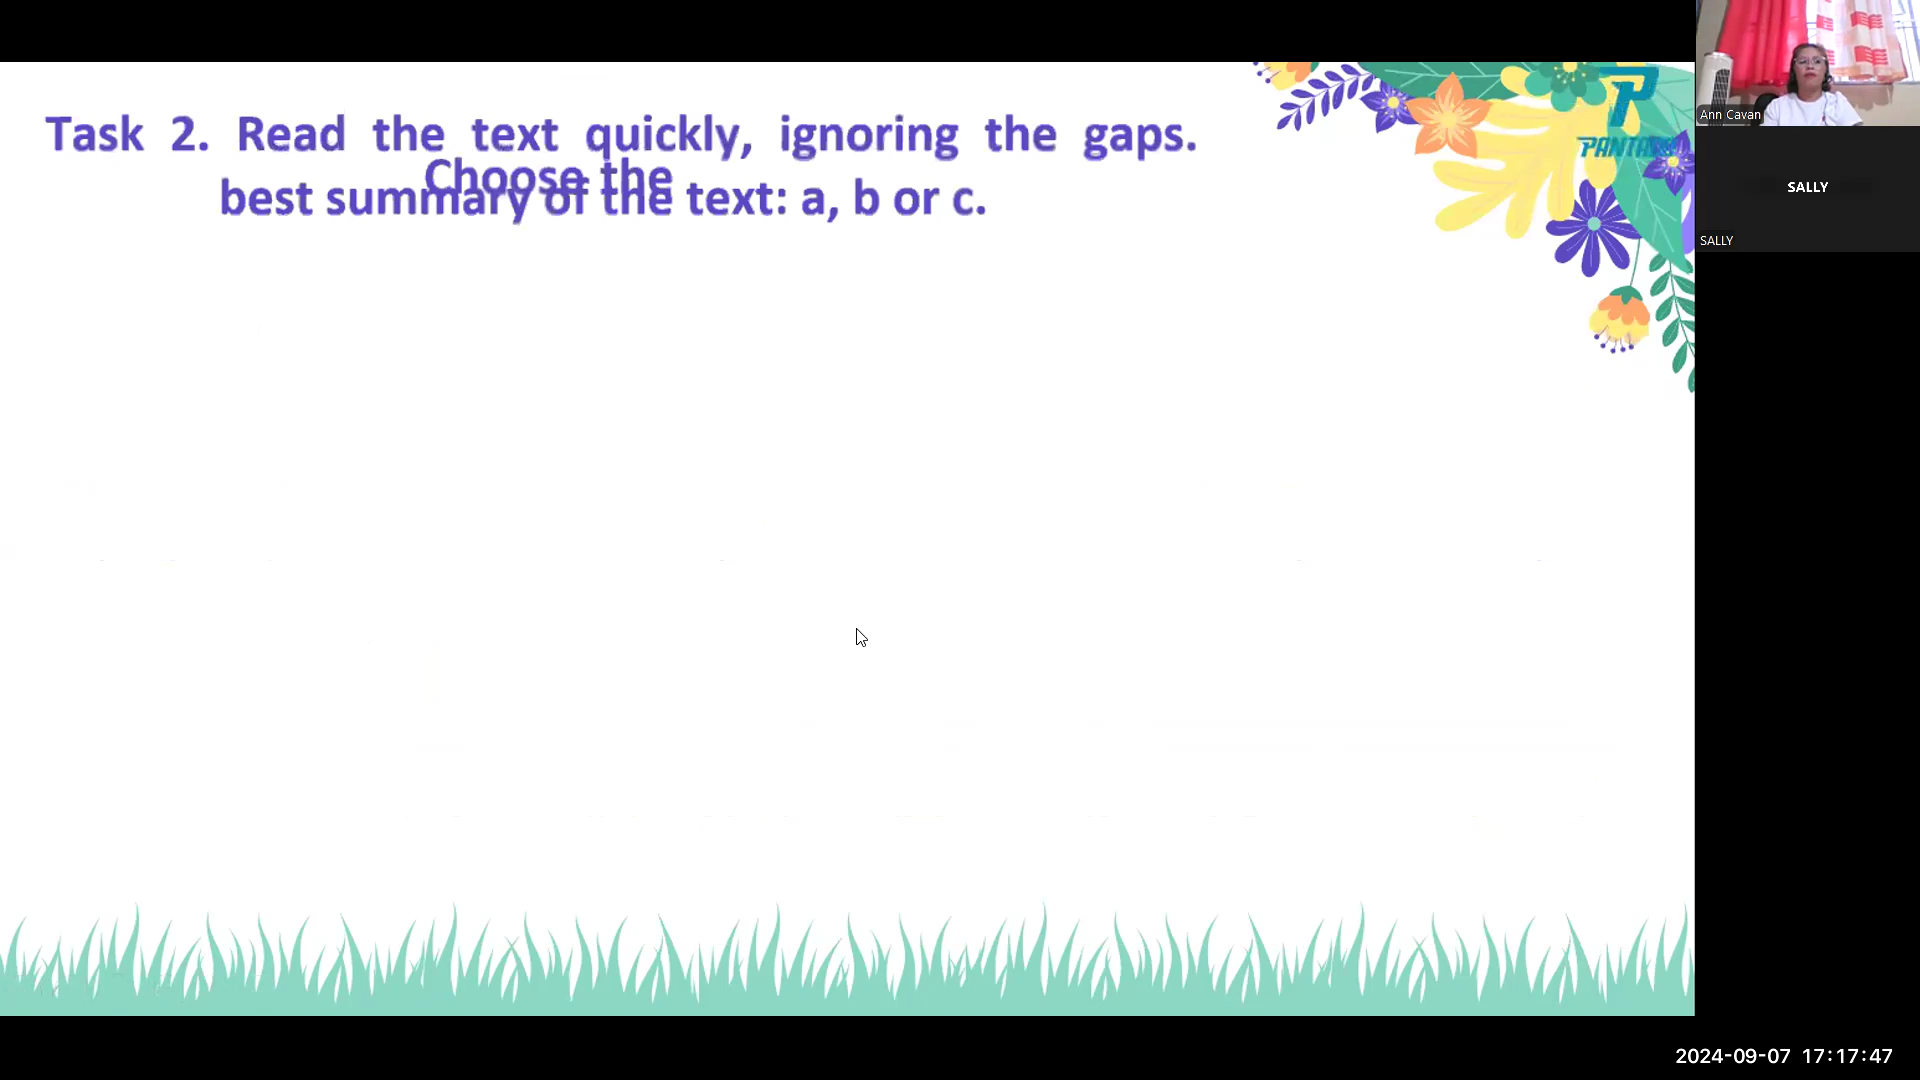 Task 2. Read the text quickly, ignoring the gaps.
Choose the
best summary of the text: a, b or c.
Ann Cavan
SALLY
SALLY
2024-09-07 17:17:47